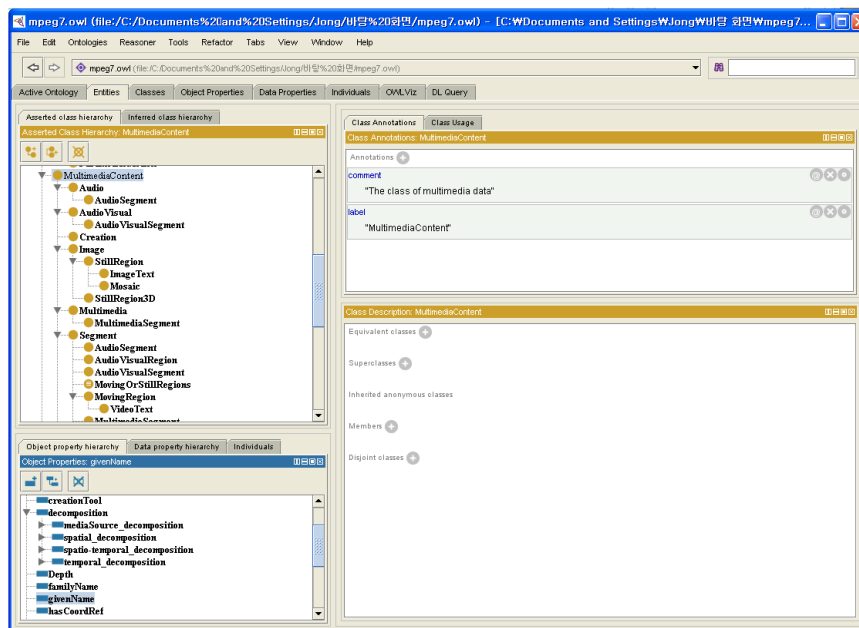 mpeg7.owl (file:/C:/Documents%20and%20Settings/Jong/바탕%20화면/mpeg7.owl) - [C:₩Documents and Settings₩Jong₩바탕 화면₩mpeg7...
File Edit Ontologies Reasoner Tools Refactor Tabs View Window Help
mpeg7.owl (file:/C:/Documents%20and%20Settings/Jong/바탕%20화면/mpeg7.owl)
Active Ontology Entities Classes Object Properties Data Properties Individuals OWLViz DL Query
Asserted class hierarchy Inferred class hierarchy
Asserted Class Hierarchy: MultimediaContent
MultimediaContent
Audio
AudioSegment
AudioVisual
AudioVisualSegment
Creation
Image
StillRegion
ImageText
Mosaic
StillRegion3D
Multimedia
MultimediaSegment
Segment
AudioSegment
AudioVisualRegion
AudioVisualSegment
MovingOrStillRegions
MovingRegion
VideoText
MultimediaSegment
Object property hierarchy Data property hierarchy Individuals
Object Properties: givenName
creationTool
decomposition
mediaSource_decomposition
spatial_decomposition
spatio-temporal_decomposition
temporal_decomposition
Depth
familyName
givenName
hasCoordRef
Class Annotations Class Usage
Class Annotations: MultimediaContent
Annotations
comment
"The class of multimedia data"
label
"MultimediaContent"
Class Description: MultimediaContent
Equivalent classes
Superclasses
Inherited anonymous classes
Members
Disjoint classes